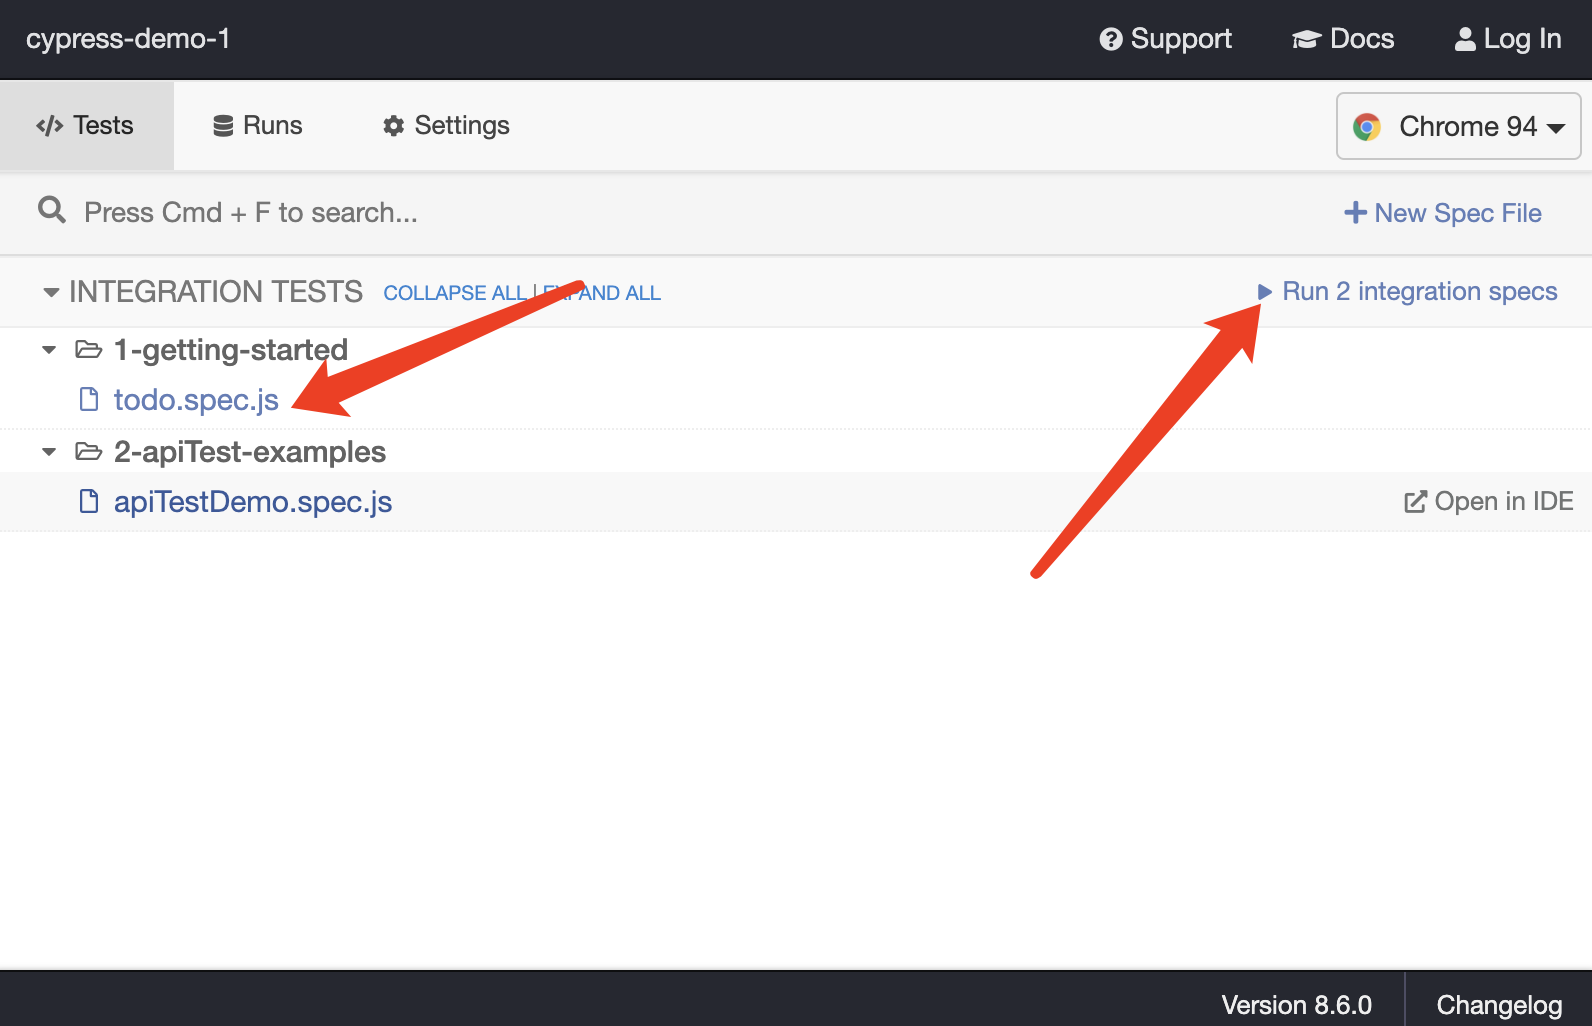 cypress-demo-1 Support Docs Log In
Tests Runs Settings Chrome 94
Press Cmd + F to search... New Spec File
INTEGRATION TESTS COLLAPSE ALL | EXPAND ALL Run 2 integration specs
1-getting-started
todo.spec.js
2-apiTest-examples
apiTestDemo.spec.js Open in IDE
Version 8.6.0 Changelog